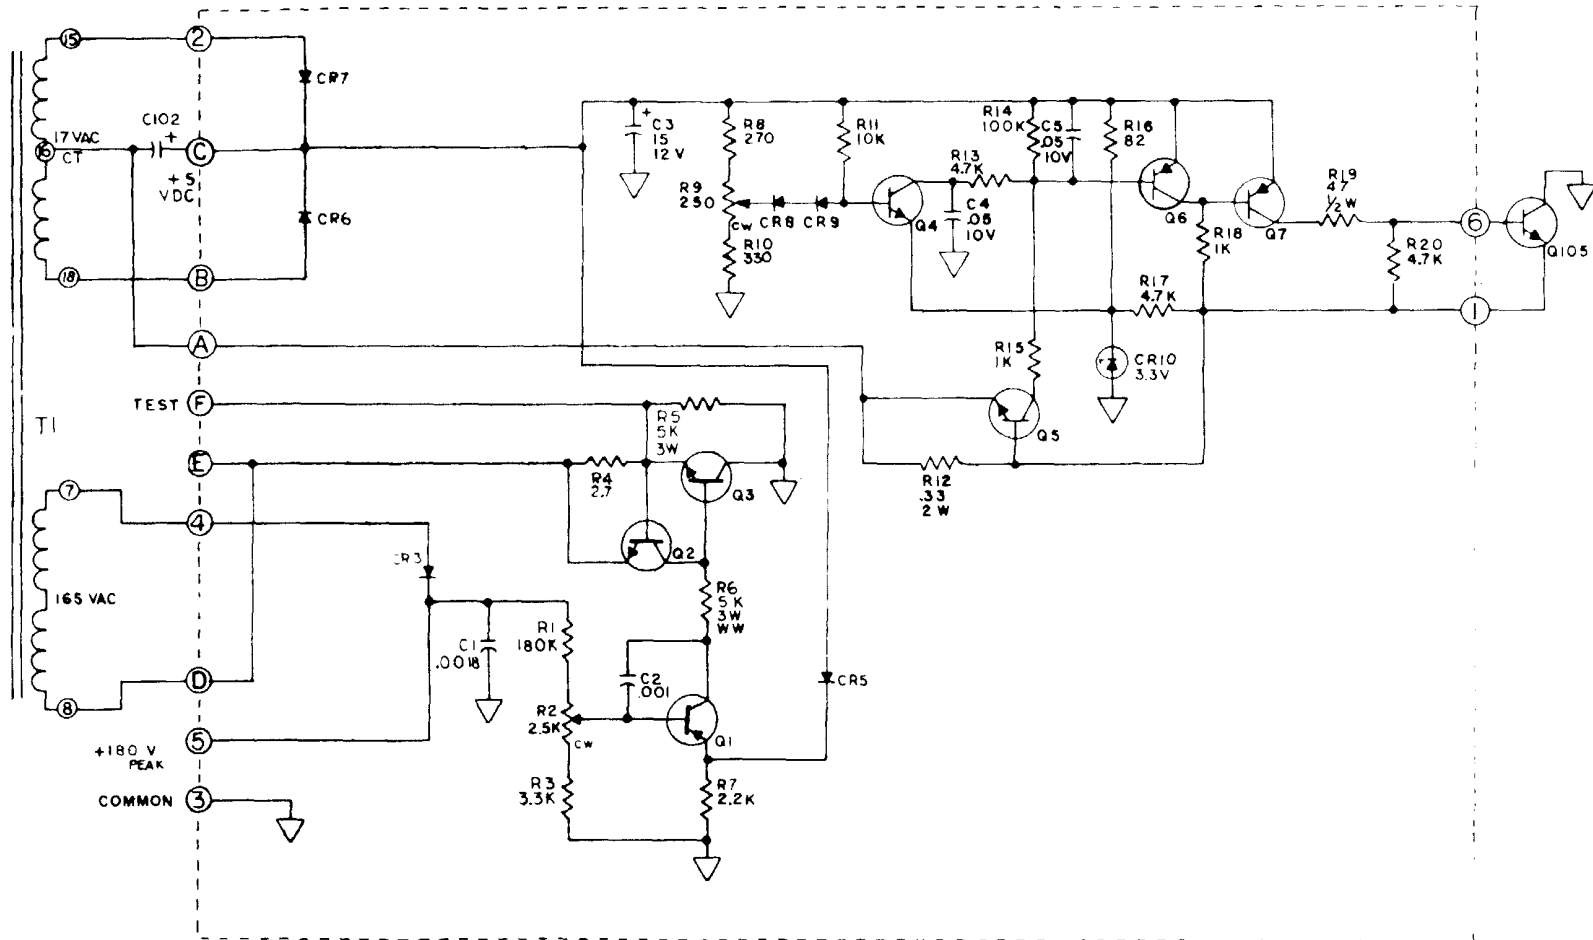 15
2
CR7
17 VAC
CT
16
C102
+
C
+5
VDC
CR6
18
B
A
TEST
F
T1
E
7
4
165 VAC
D
8
5
+180 V
PEAK
COMMON
3
+
C3
15
12 V
R8
270
R9
250
CW
R10
330
CR8
CR9
R11
10K
Q4
R13
4.7K
C4
.05
10V
R14
100K
C5
.05
10V
R16
82
Q6
R18
1K
Q7
R19
47
1/2 W
6
R20
4.7K
Q105
1
R17
4.7K
R15
1K
CR10
3.3V
Q5
R12
.33
2 W
R5
5K
3W
R4
2.7
Q3
Q2
R6
5K
3W
WW
CR3
C1
.0018
R1
180K
C2
.001
R2
2.5K
CW
Q1
CR5
R3
3.3K
R7
2.2K